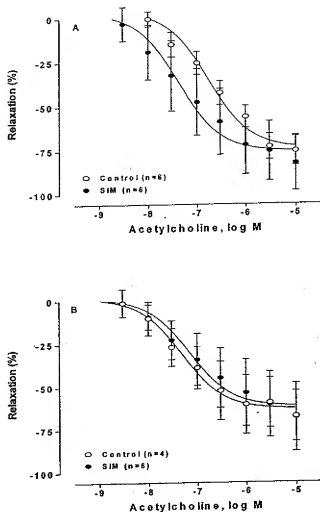 0
A
-25
-50
-75
-100
Relaxation (%)
Control (n=6)
SIM (n=6)
-9 -8 -7 -6 -5
Acetylcholine, log M
0
B
-25
-50
-75
-100
Relaxation (%)
Control (n=4)
SIM (n=6)
-9 -8 -7 -6 -5
Acetylcholine, log M